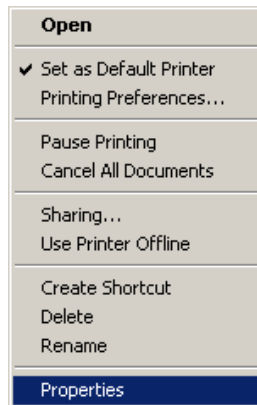 Open
Set as Default Printer
Printing Preferences...
Pause Printing
Cancel All Documents
Sharing...
Use Printer Offline
Create Shortcut
Delete
Rename
Properties